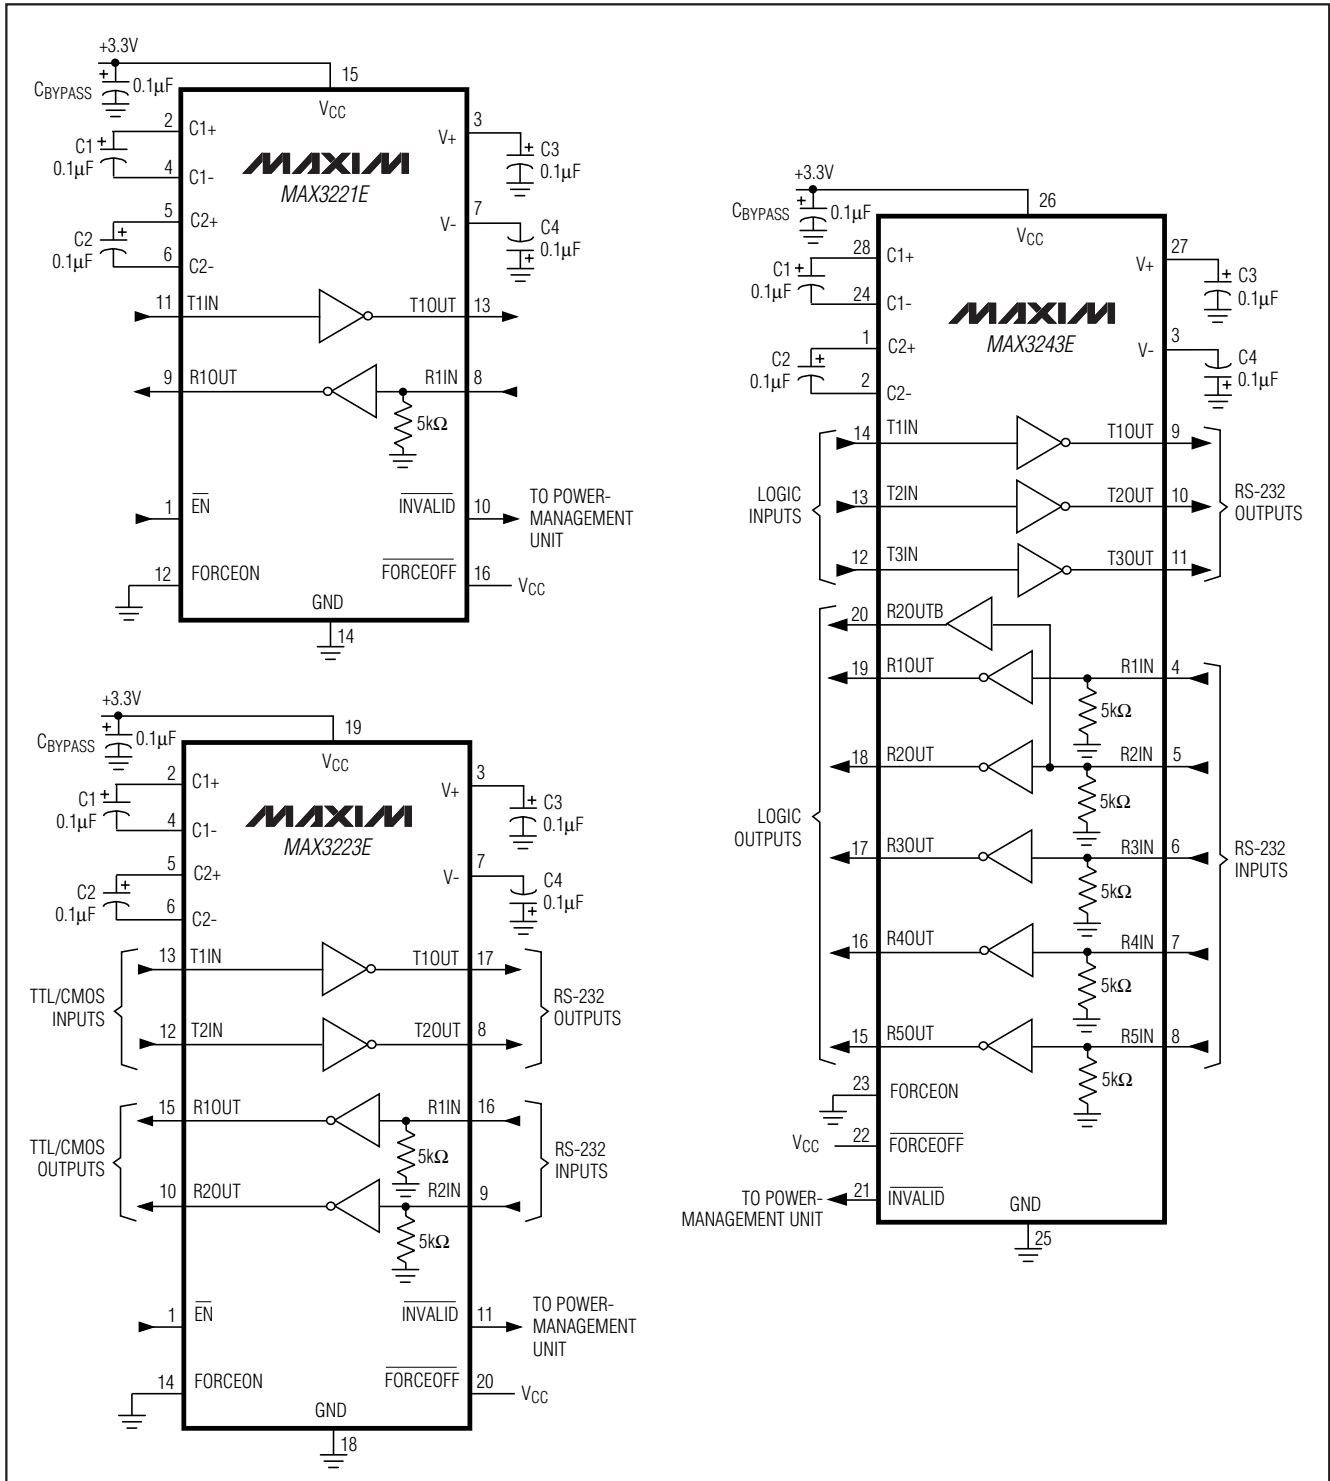 +3.3V
CBYPASS
0.1μF
15
VCC
2
C1+
C1
0.1μF
4
C1-
5
C2+
C2
0.1μF
6
C2-
MAXIM
MAX3221E
3
V+
C3
0.1μF
7
V-
C4
0.1μF
11
T1IN
T1OUT
13
9
R1OUT
R1IN
8
5kΩ
1
EN
INVALID
10
TO POWER-
MANAGEMENT
UNIT
12
FORCEON
FORCEOFF
16
VCC
GND
14
+3.3V
CBYPASS
0.1μF
19
VCC
2
C1+
C1
0.1μF
4
C1-
5
C2+
C2
0.1μF
6
C2-
MAXIM
MAX3223E
3
V+
C3
0.1μF
7
V-
C4
0.1μF
TTL/CMOS
INPUTS
13
T1IN
T1OUT
17
12
T2IN
T2OUT
8
RS-232
OUTPUTS
TTL/CMOS
OUTPUTS
15
R1OUT
R1IN
16
5kΩ
10
R2OUT
R2IN
9
5kΩ
RS-232
INPUTS
1
EN
INVALID
11
TO POWER-
MANAGEMENT
UNIT
14
FORCEON
FORCEOFF
20
VCC
GND
18
+3.3V
CBYPASS
0.1μF
26
VCC
28
C1+
C1
0.1μF
24
C1-
1
C2+
C2
0.1μF
2
C2-
MAXIM
MAX3243E
27
V+
C3
0.1μF
3
V-
C4
0.1μF
LOGIC
INPUTS
14
T1IN
T1OUT
9
13
T2IN
T2OUT
10
12
T3IN
T3OUT
11
RS-232
OUTPUTS
LOGIC
OUTPUTS
20
R2OUTB
19
R1OUT
R1IN
4
5kΩ
18
R2OUT
R2IN
5
5kΩ
17
R3OUT
R3IN
6
5kΩ
16
R4OUT
R4IN
7
5kΩ
15
R5OUT
R5IN
8
5kΩ
RS-232
INPUTS
23
FORCEON
VCC
22
FORCEOFF
TO POWER-
MANAGEMENT UNIT
21
INVALID
GND
25